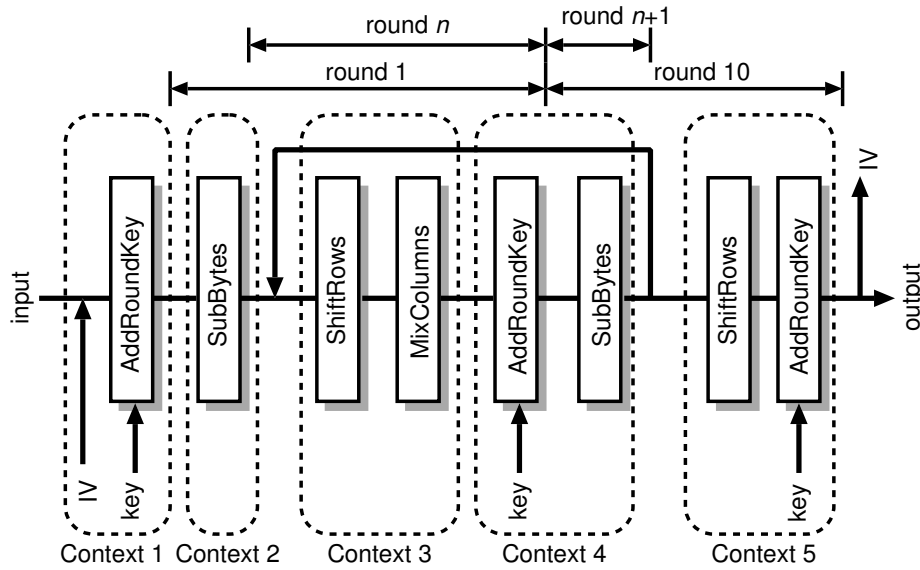 round n
round n+1
round 1
round 10
input
IV
key
AddRoundKey
SubBytes
ShiftRows
MixColumns
AddRoundKey
key
SubBytes
ShiftRows
AddRoundKey
key
IV
output
Context 1
Context 2
Context 3
Context 4
Context 5